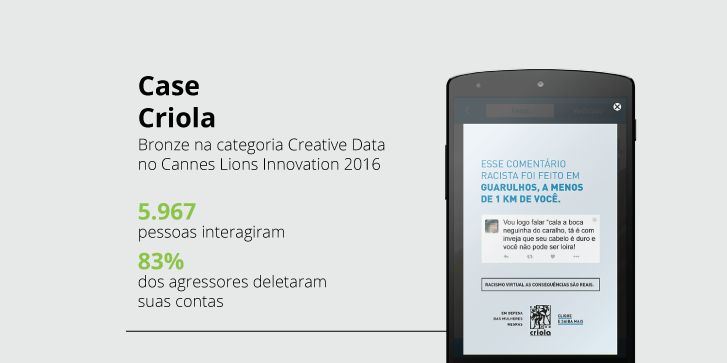 Case
Criola
Bronze na categoria Creative Data
no Cannes Lions Innovation 2016
5.967
pessoas interagiram
83%
dos agressores deletaram
suas contas
ESSE COMENTÁRIO
RACISTA FOI FEITO EM
GUARULHOS, A MENOS
DE 1 KM DE VOCÊ.
Vou logo falar "cala a boca
neguinha do caralho, tá é com
inveja que seu cabelo é duro e
você não pode ser loira!
RACISMO VIRTUAL AS CONSEQUÊNCIAS SÃO REAIS.
EM DEFESA
DAS MULHERES
NEGRAS
criola
CLIQUE
E SAIBA MAIS